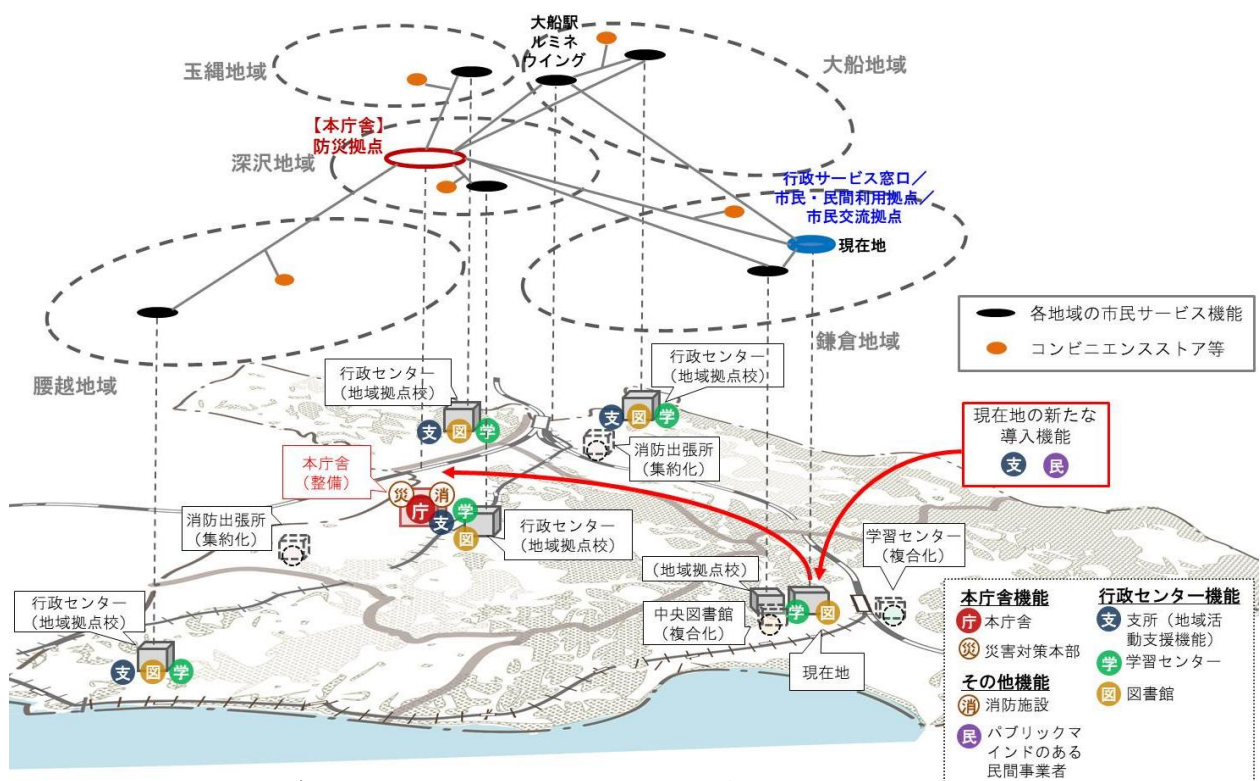 大船駅
ルミネ
ウイング
玉縄地域
大船地域
【本庁舎】
防災拠点
深沢地域
行政サービス窓口／
市民・民間利用拠点／
市民交流拠点
現在地
各地域の市民サービス機能
コンビニエンスストア等
鎌倉地域
腰越地域
行政センター
（地域拠点校）
支 図 学
行政センター
（地域拠点校）
支 図 学
消防出張所
（集約化）
現在地の新たな
導入機能
支 民
本庁舎
（整備）
災 消
庁 支 学
図
行政センター
（地域拠点校）
消防出張所
（集約化）
学習センター
（複合化）
（地域拠点校）
中央図書館
（複合化）
学 図
現在地
行政センター
（地域拠点校）
支 図 学
本庁舎機能
庁 本庁舎
災 災害対策本部
その他機能
消 消防施設
民 パブリックマ
インドのある
民間事業者
行政センター機能
支 支所（地域活
動支援機能）
学 学習センター
図 図書館